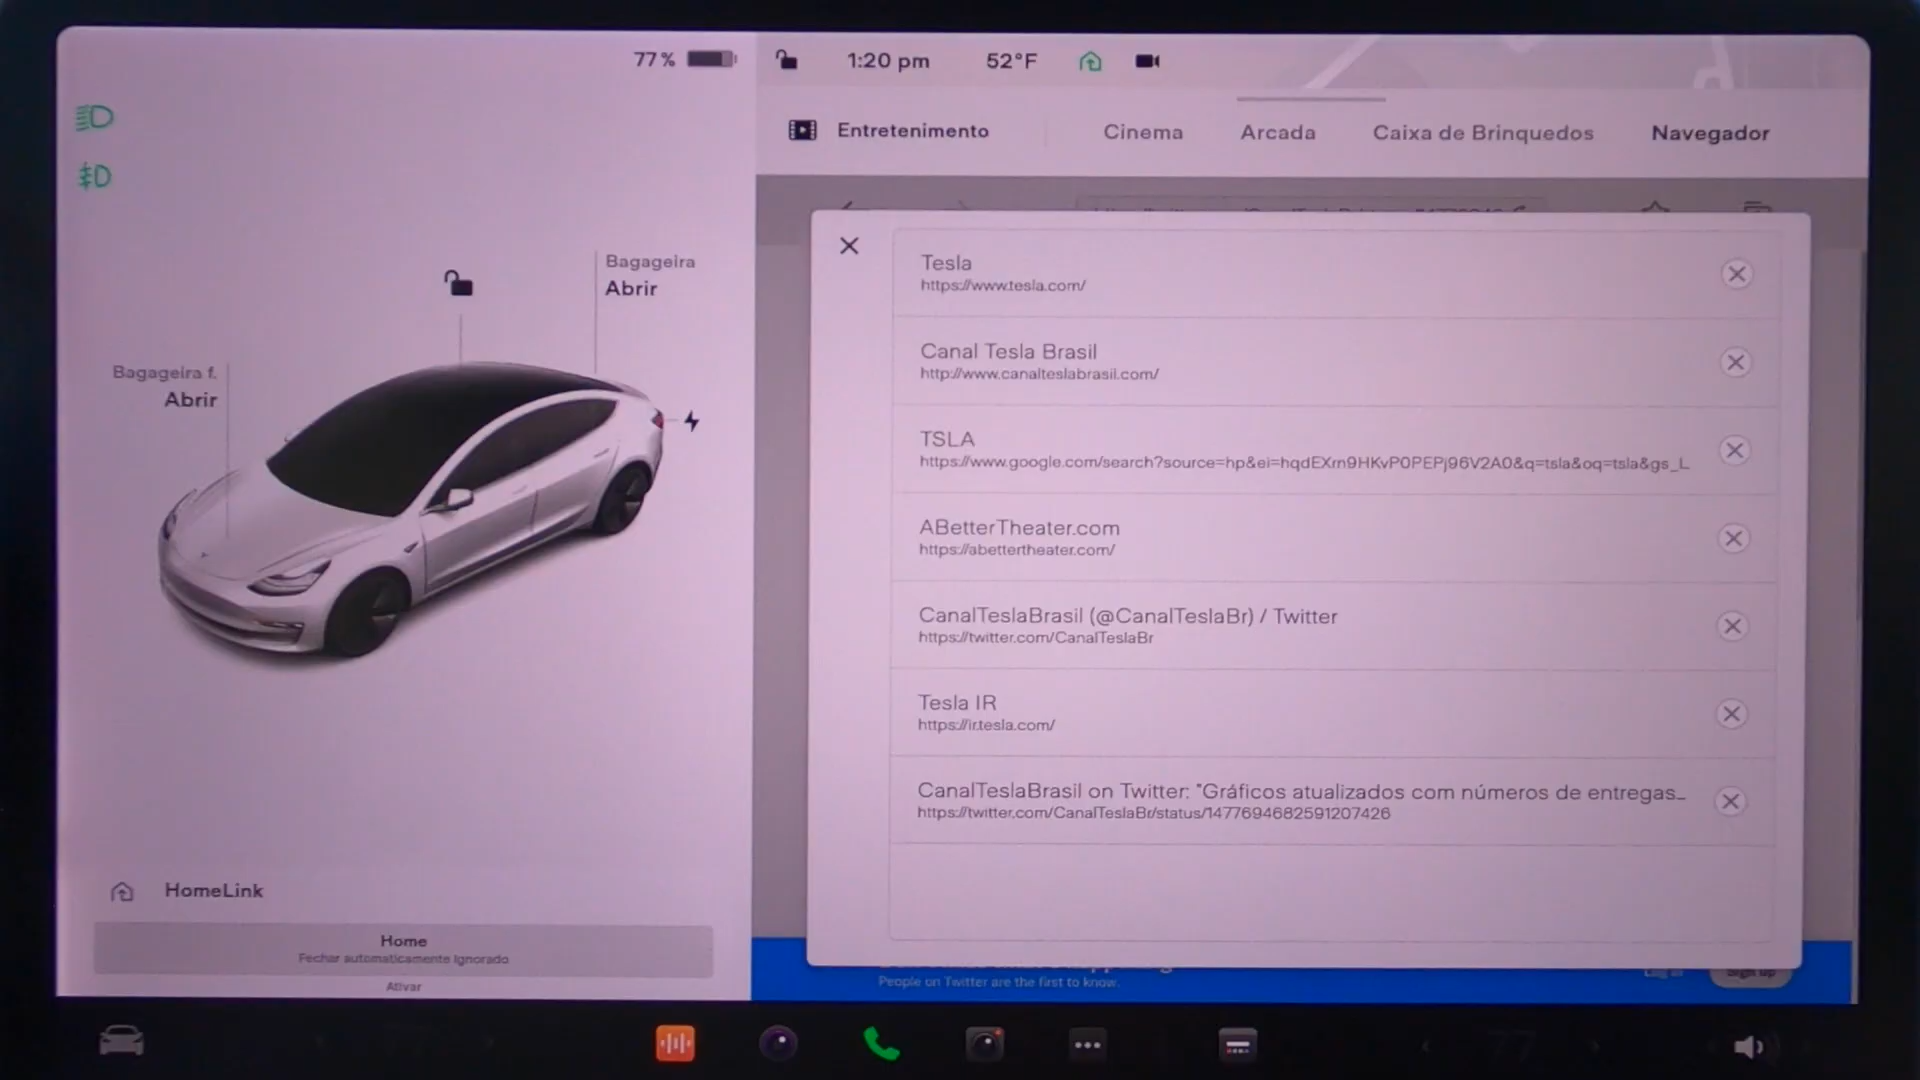 77%
1:20 pm
52°F
Entretenimento
Cinema
Arcada
Caixa de Brinquedos
Navegador
Bagageira
Abrir
Bagageira f.
Abrir
Tesla
https://www.tesla.com/
Canal Tesla Brasil
http://www.canalteslabrasil.com/
TSLA
https://www.google.com/search?source=hp&ei=hqdEXrn9HKvP0PEPj96V2A0&q=tsla&oq=tsla&gs_L
ABetterTheater.com
https://abettertheater.com/
CanalTeslaBrasil (@CanalTeslaBr) / Twitter
https://twitter.com/CanalTeslaBr
Tesla IR
https://ir.tesla.com/
CanalTeslaBrasil on Twitter: "Gráficos atualizados com números de entregas...
https://twitter.com/CanalTeslaBr/status/1477694682591207426
HomeLink
Home
Fechar automaticamente Ignorado
Ativar
People on Twitter are the first to know.
Sign up